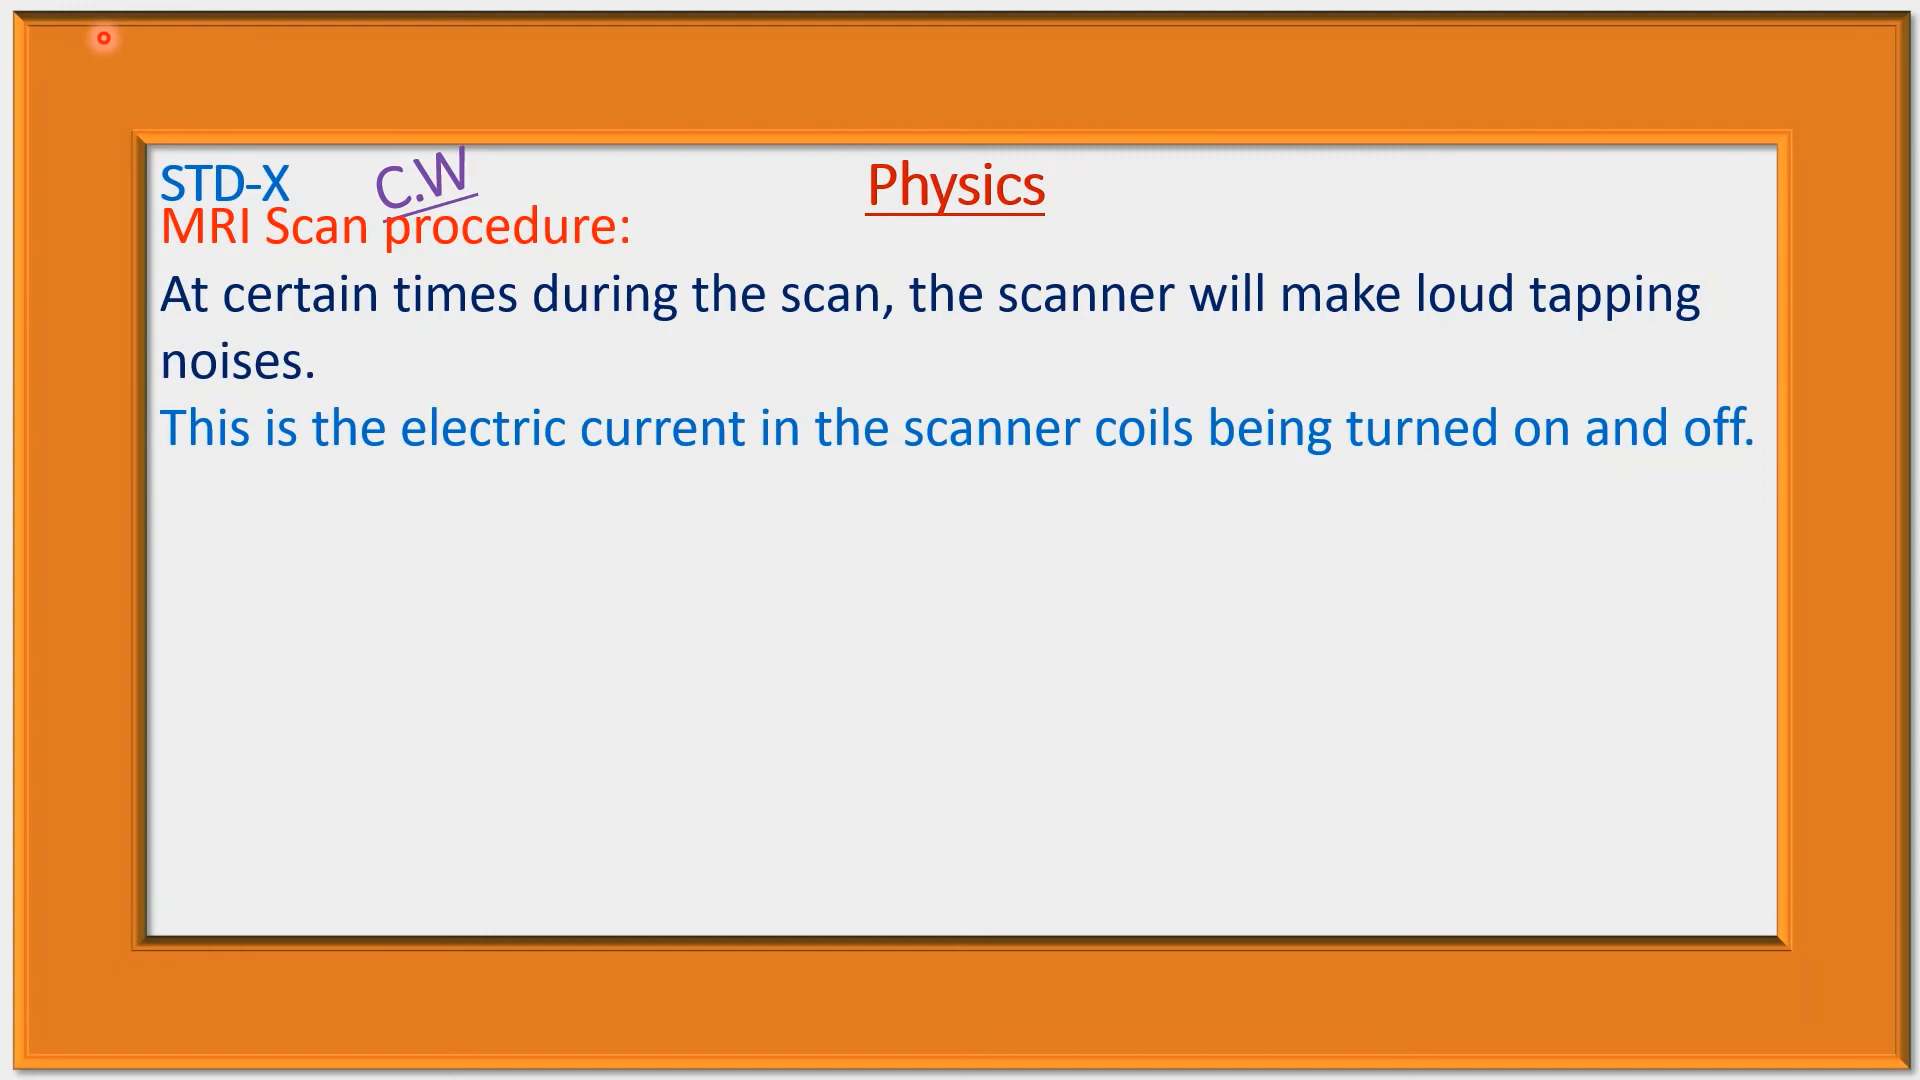 STD-X C.W Physics
MRI Scan procedure:
At certain times during the scan, the scanner will make loud tapping
noises.
This is the electric current in the scanner coils being turned on and off.